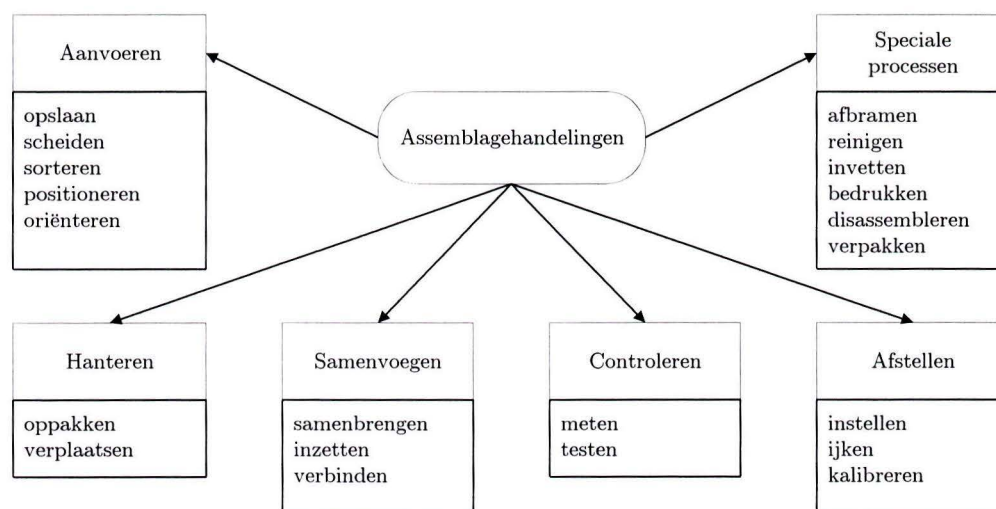 Aanvoeren
opslaan
scheiden
sorteren
positioneren
oriënteren
Assemblagehandelingen
Speciale
processen
afbramen
reinigen
invetten
bedrukken
disassembleren
verpakken
Hanteren
oppakken
verplaatsen
Samenvoegen
samenbrengen
inzetten
verbinden
Controleren
meten
testen
Afstellen
instellen
ijken
kalibreren